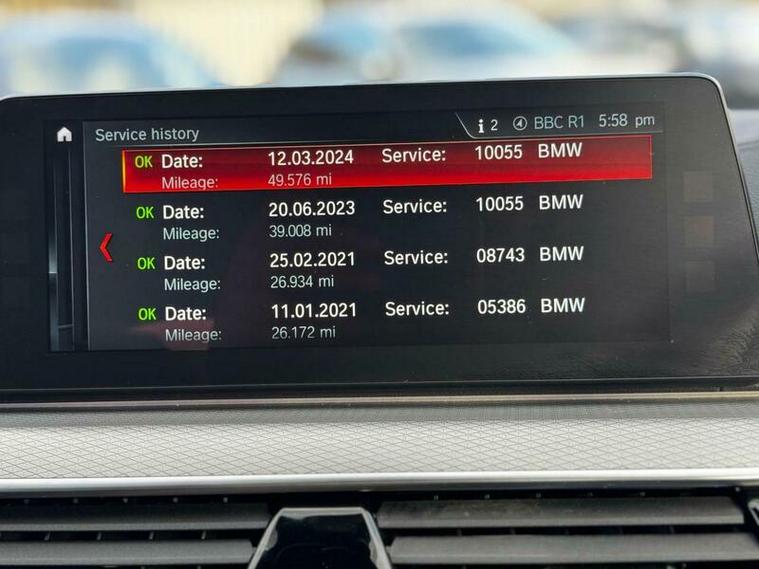 Service history i 2 BBC R1 5:58 pm
OK Date: 12.03.2024 Service: 10055 BMW
Mileage: 49.576 mi
OK Date: 20.06.2023 Service: 10055 BMW
Mileage: 39.008 mi
OK Date: 25.02.2021 Service: 08743 BMW
Mileage: 26.934 mi
OK Date: 11.01.2021 Service: 05386 BMW
Mileage: 26.172 mi